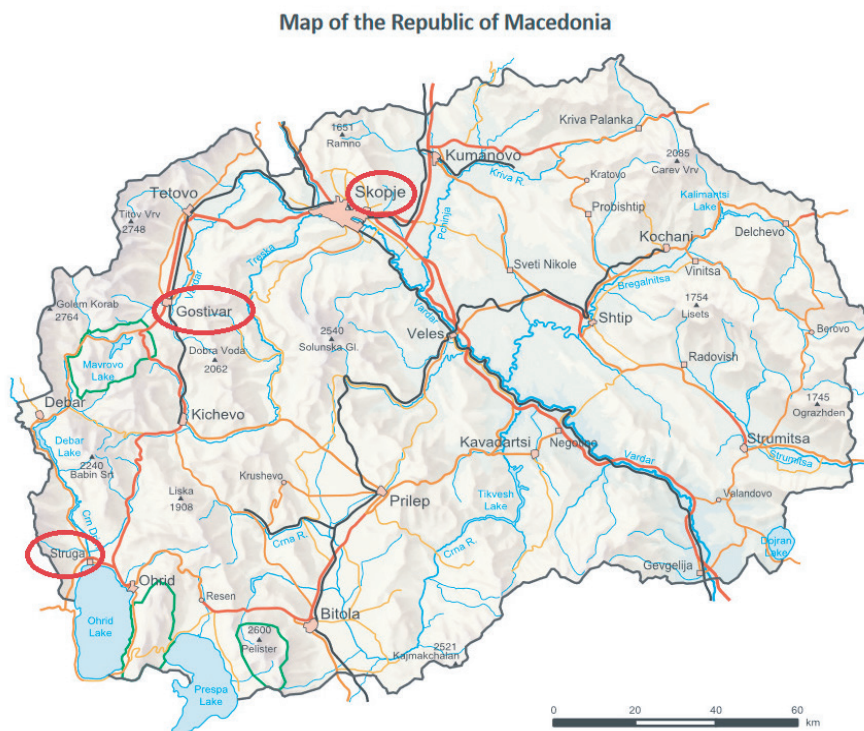 Map of the Republic of Macedonia
Kriva Palanka
1651
Ramno
Kumanovo
2085
Carev Vrv
Kriva R.
Kratovo
Skopje
Tetovo
Kalimantsi
Lake
Titov Vrv
2748
Probishtip
Pchinja
Delchevo
Kochani
Treska
Sveti Nikole
Vinitsa
Vardar
Bregalnitsa
Golem Korab
2764
Gostivar
1754
Lisets
Vardar
Shtip
Berovo
2540
Solunska Gl.
Veles
Dobra Voda
2062
Mavrovo
Lake
Radovish
Debar
Kichevo
1745
Ograzhden
Debar
Lake
Kavadartsi
Negotino
Strumitsa
2240
Babin Srt
Vardar
Strumitsa
Krushevo
Liska
1908
Prilep
Tikvesh
Lake
Valandovo
Crn D
Crna R.
Struga
Crna R.
Dojran
Lake
Gevgelija
Ohrid
Resen
Bitola
Ohrid
Lake
2600
Pelister
2521
Kajmakchalan
Prespa
Lake
0 20 40 60
km